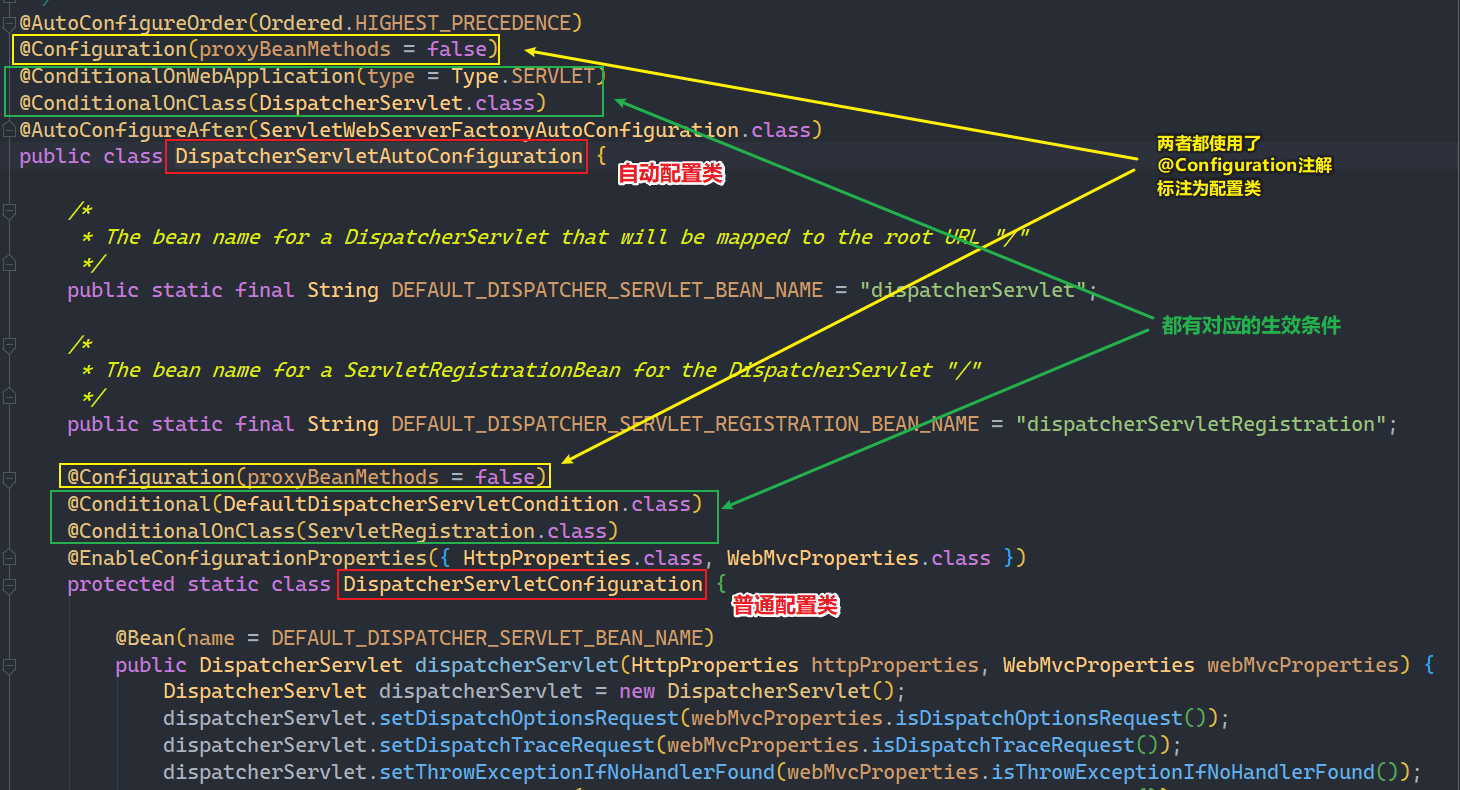 */
@AutoConfigureOrder(Ordered.HIGHEST_PRECEDENCE)
@Configuration(proxyBeanMethods = false)
@ConditionalOnWebApplication(type = Type.SERVLET)
@ConditionalOnClass(DispatcherServlet.class)
@AutoConfigureAfter(ServletWebServerFactoryAutoConfiguration.class)
public class DispatcherServletAutoConfiguration {
自动配置类
两者都使用了
@Configuration注解
标注为配置类
/*
* The bean name for a DispatcherServlet that will be mapped to the root URL "/"
*/
public static final String DEFAULT_DISPATCHER_SERVLET_BEAN_NAME = "dispatcherServlet";
都有对应的生效条件
/*
* The bean name for a ServletRegistrationBean for the DispatcherServlet "/"
*/
public static final String DEFAULT_DISPATCHER_SERVLET_REGISTRATION_BEAN_NAME = "dispatcherServletRegistration";
@Configuration(proxyBeanMethods = false)
@Conditional(DefaultDispatcherServletCondition.class)
@ConditionalOnClass(ServletRegistration.class)
@EnableConfigurationProperties({ HttpProperties.class, WebMvcProperties.class })
protected static class DispatcherServletConfiguration {
普通配置类
@Bean(name = DEFAULT_DISPATCHER_SERVLET_BEAN_NAME)
public DispatcherServlet dispatcherServlet(HttpProperties httpProperties, WebMvcProperties webMvcProperties) {
DispatcherServlet dispatcherServlet = new DispatcherServlet();
dispatcherServlet.setDispatchOptionsRequest(webMvcProperties.isDispatchOptionsRequest());
dispatcherServlet.setDispatchTraceRequest(webMvcProperties.isDispatchTraceRequest());
dispatcherServlet.setThrowExceptionIfNoHandlerFound(webMvcProperties.isThrowExceptionIfNoHandlerFound());